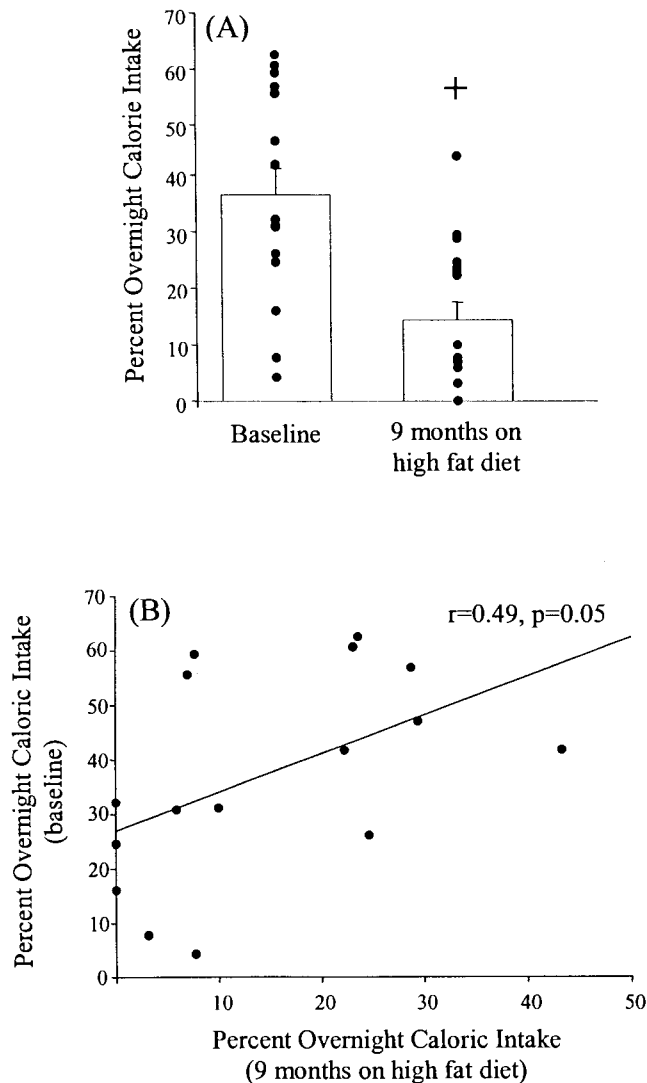 (A)
Percent Overnight Calorie Intake
70
60
50
40
30
20
10
0
Baseline
9 months on
high fat diet
(B)
r=0.49, p=0.05
Percent Overnight Caloric Intake
(baseline)
70
60
50
40
30
20
10
0
10 20 30 40 50
Percent Overnight Caloric Intake
(9 months on high fat diet)